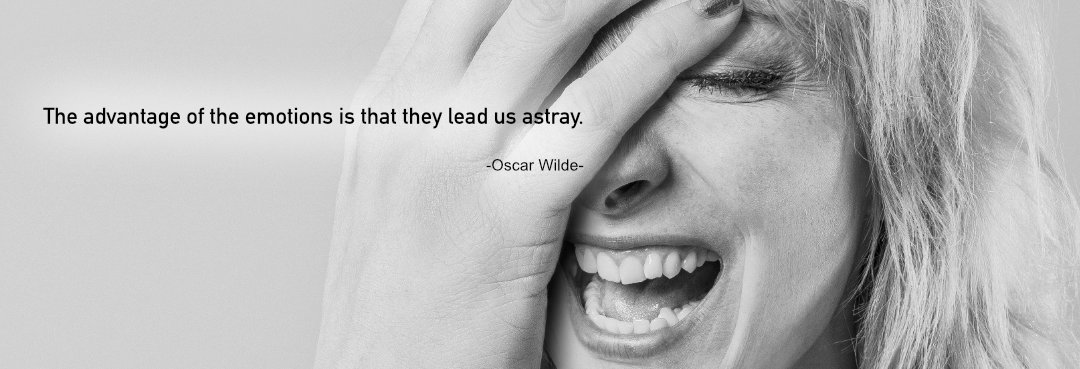 The advantage of the emotions is that they lead us astray.
-Oscar Wilde-